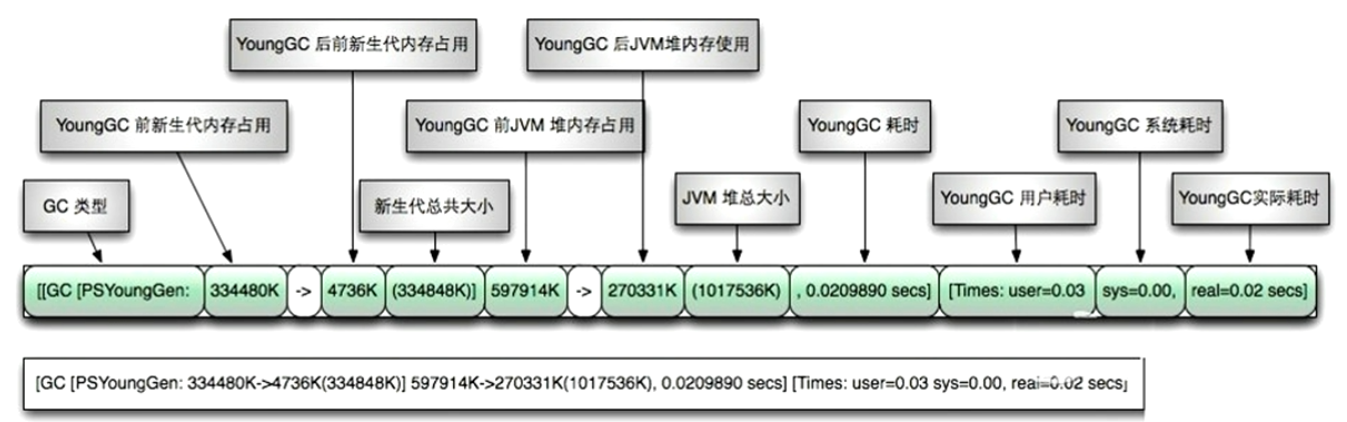 YoungGC 后前新生代内存占用
YoungGC 后JVM堆内存使用
YoungGC 前新生代内存占用
YoungGC 前JVM 堆内存占用
YoungGC 耗时
YoungGC 系统耗时
GC 类型
新生代总共大小
JVM 堆总大小
YoungGC 用户耗时
YoungGC实际耗时
[[GC [PSYoungGen: 334480K -> 4736K (334848K)] 597914K -> 270331K (1017536K) , 0.0209890 secs] [Times: user=0.03 sys=0.00, real=0.02 secs]
[GC [PSYoungGen: 334480K->4736K(334848K)] 597914K->270331K(1017536K), 0.0209890 secs] [Times: user=0.03 sys=0.00, real=0.02 secs]